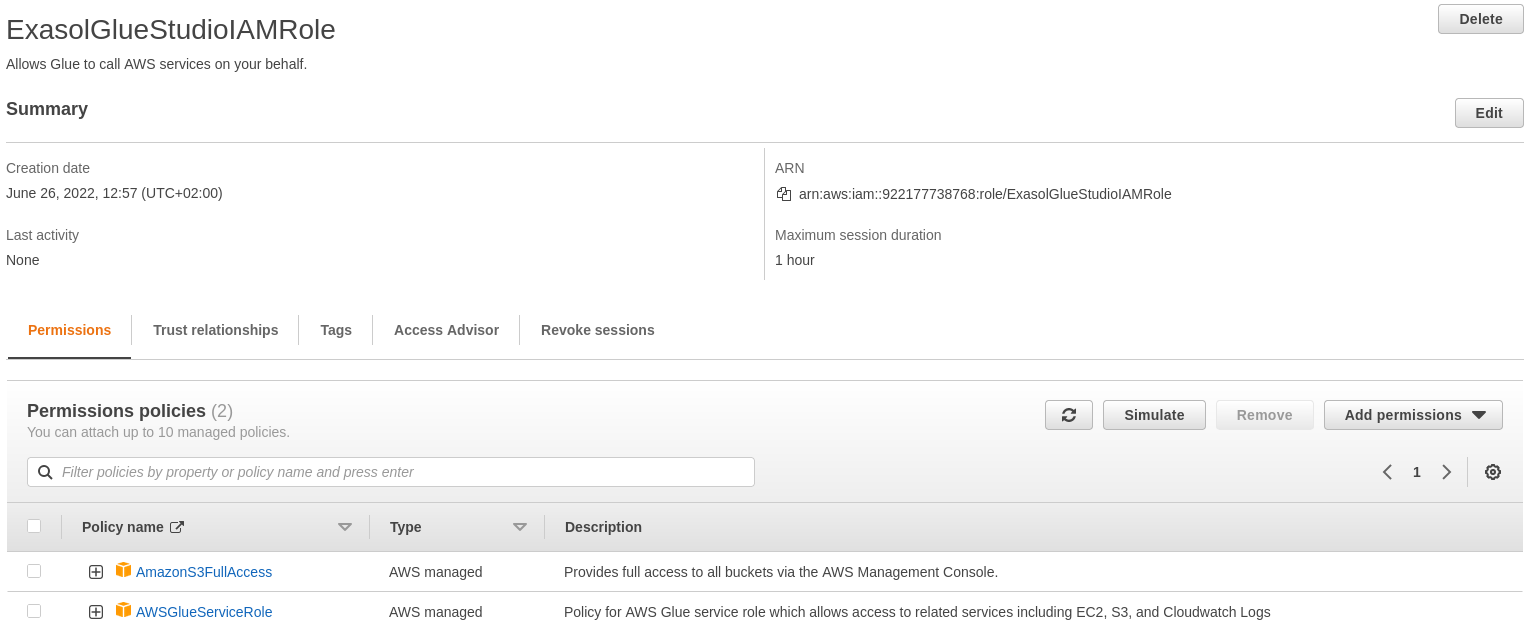 ExasolGlueStudioIAMRole
Delete
Allows Glue to call AWS services on your behalf.
Summary
Edit
Creation date
June 26, 2022, 12:57 (UTC+02:00)
ARN
arn:aws:iam::922177738768:role/ExasolGlueStudioIAMRole
Last activity
None
Maximum session duration
1 hour
Permissions
Trust relationships
Tags
Access Advisor
Revoke sessions
Permissions policies (2)
You can attach up to 10 managed policies.
Simulate
Remove
Add permissions
Filter policies by property or policy name and press enter
1
Policy name
Type
Description
AmazonS3FullAccess
AWS managed
Provides full access to all buckets via the AWS Management Console.
AWSGlueServiceRole
AWS managed
Policy for AWS Glue service role which allows access to related services including EC2, S3, and Cloudwatch Logs